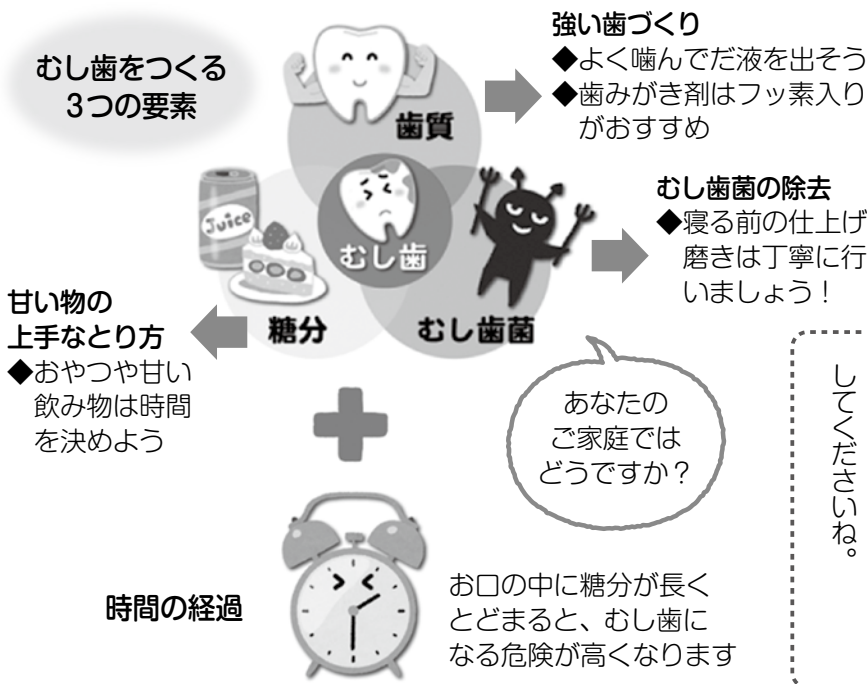 むし歯をつくる
3つの要素
強い歯づくり
◆よく噛んでだ液を出そう
◆歯みがき剤はフッ素入り
がおすすめ
歯質
Juice
むし歯
むし歯菌の除去
◆寝る前の仕上げ
磨きは丁寧に行
いましょう！
糖分
むし歯菌
甘い物の
上手なとり方
◆おやつや甘い
飲み物は時間
を決めよう
あなたの
ご家庭では
どうですか？
時間の経過
お口の中に糖分が長く
とどまると、むし歯に
なる危険が高くなります
してくださいね。